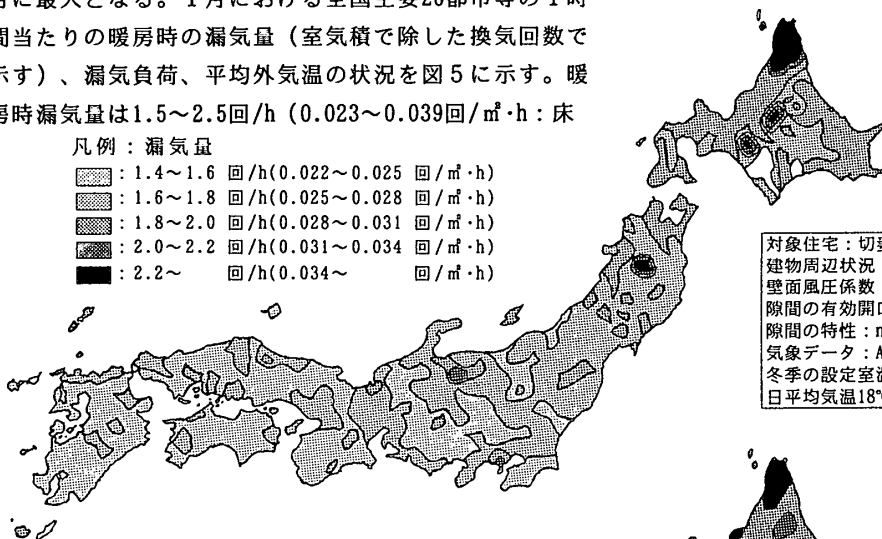 に最大となる。1月における全国主要26都市等の1時
間当たりの暖房時の漏気量（室気積で除した換気回数で
示す）、漏気負荷、平均外気温の状況を図5に示す。暖
房時漏気量は1.5～2.5回/h（0.023～0.039回/㎡･h：床
凡例：漏気量
：1.4～1.6 回/h(0.022～0.025 回/㎡･h)
：1.6～1.8 回/h(0.025～0.028 回/㎡･h)
：1.8～2.0 回/h(0.028～0.031 回/㎡･h)
：2.0～2.2 回/h(0.031～0.034 回/㎡･h)
：2.2～ 回/h(0.034～ 回/㎡･h)
対象住宅：切妻
建物周辺状況
壁面風圧係数
隙間の有効開口
隙間の特性：n
気象データ：A
冬季の設定室温
日平均気温18℃